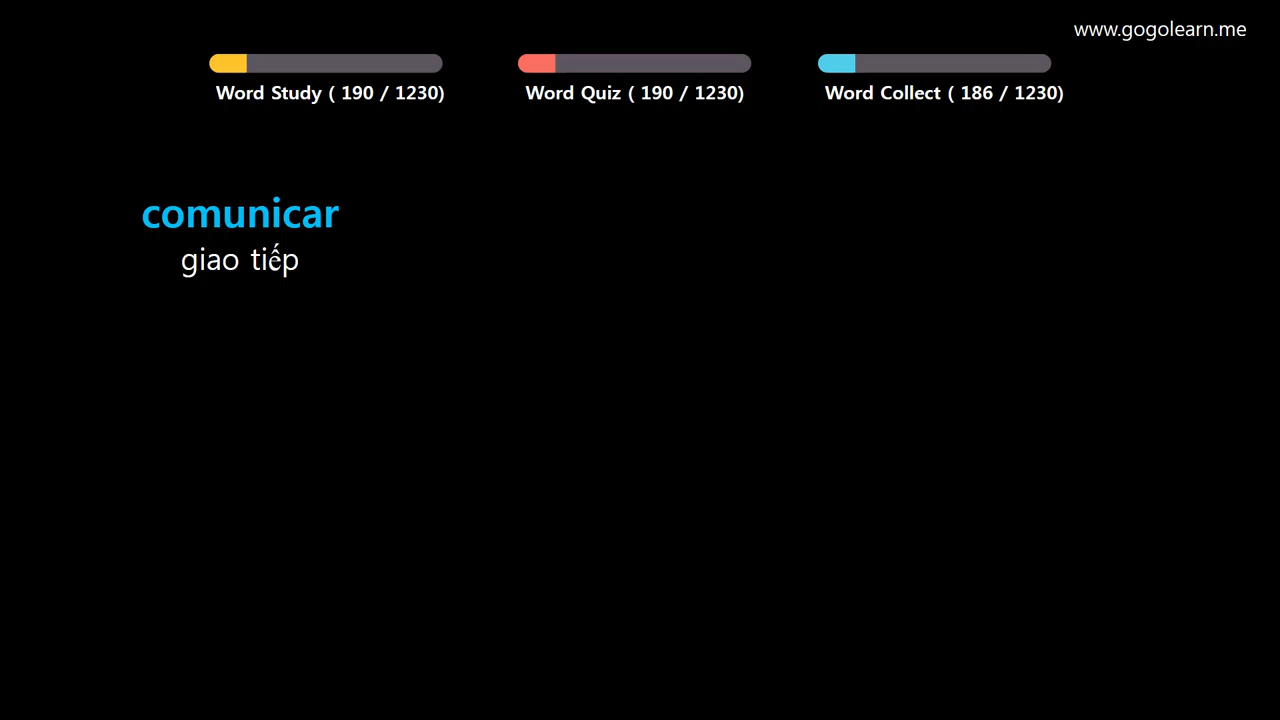 www.gogolearn.me
Word Study ( 190 / 1230)
Word Quiz ( 190 / 1230)
Word Collect ( 186 / 1230)
comunicar
giao tiếp